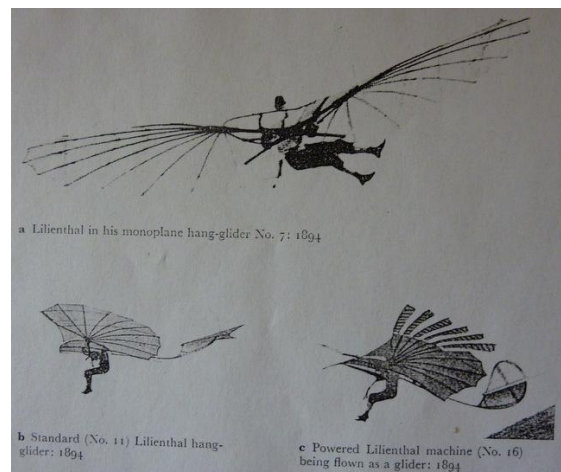 a Lilienthal in his monoplane hang-glider No. 7: 1894
b Standard (No. 11) Lilienthal hang-
glider: 1894
c Powered Lilienthal machine (No. 16)
being flown as a glider: 1894